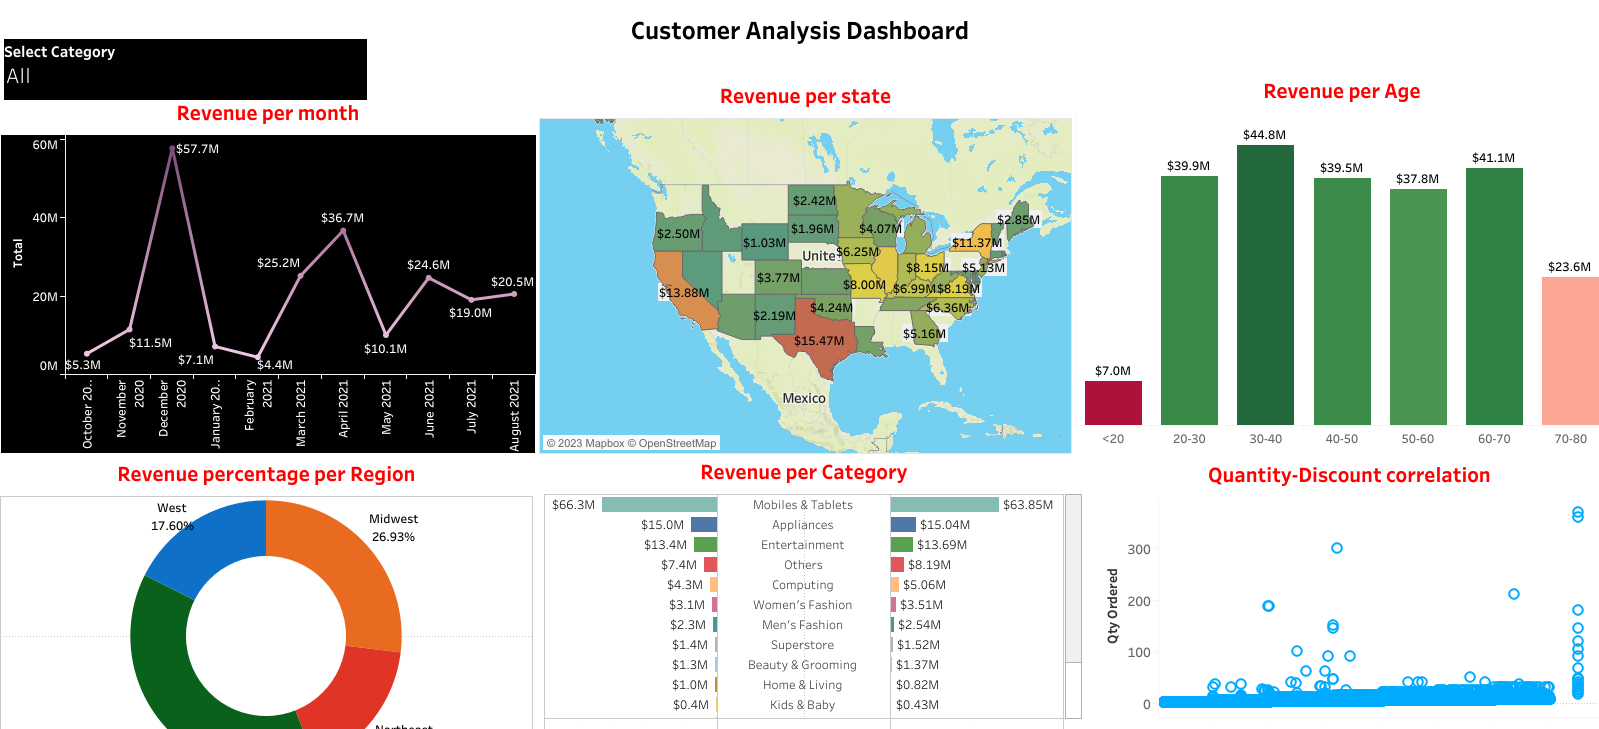 Customer Analysis Dashboard
Select Category
All
Revenue per month
60M
40M
20M
0M
Total
$5.3M
$11.5M
$57.7M
$7.1M
$4.4M
$25.2M
$36.7M
$10.1M
$24.6M
$19.0M
$20.5M
October 20..
November 2020
December 2020
January 20..
February 2021
March 2021
April 2021
May 2021
June 2021
July 2021
August 2021
Revenue per state
$2.42M
$2.85M
$2.50M
$1.96M
$4.07M
$1.03M
$11.37M
Unite
$6.25M
$3.77M
$8.15M
$5.13M
$13.88M
$8.00M
$6.99M
$8.19M
$2.19M
$4.24M
$6.36M
$15.47M
$5.16M
Mexico
© 2023 Mapbox © OpenStreetMap
Revenue per Age
$7.0M
$39.9M
$44.8M
$39.5M
$37.8M
$41.1M
$23.6M
<20
20-30
30-40
40-50
50-60
60-70
70-80
Revenue percentage per Region
West
17.60%
Midwest
26.93%
Revenue per Category
$66.3M Mobiles & Tablets $63.85M
$15.0M Appliances $15.04M
$13.4M Entertainment $13.69M
$7.4M Others $8.19M
$4.3M Computing $5.06M
$3.1M Women's Fashion $3.51M
$2.3M Men's Fashion $2.54M
$1.4M Superstore $1.52M
$1.3M Beauty & Grooming $1.37M
$1.0M Home & Living $0.82M
$0.4M Kids & Baby $0.43M
Quantity-Discount correlation
Qty Ordered
300
200
100
0